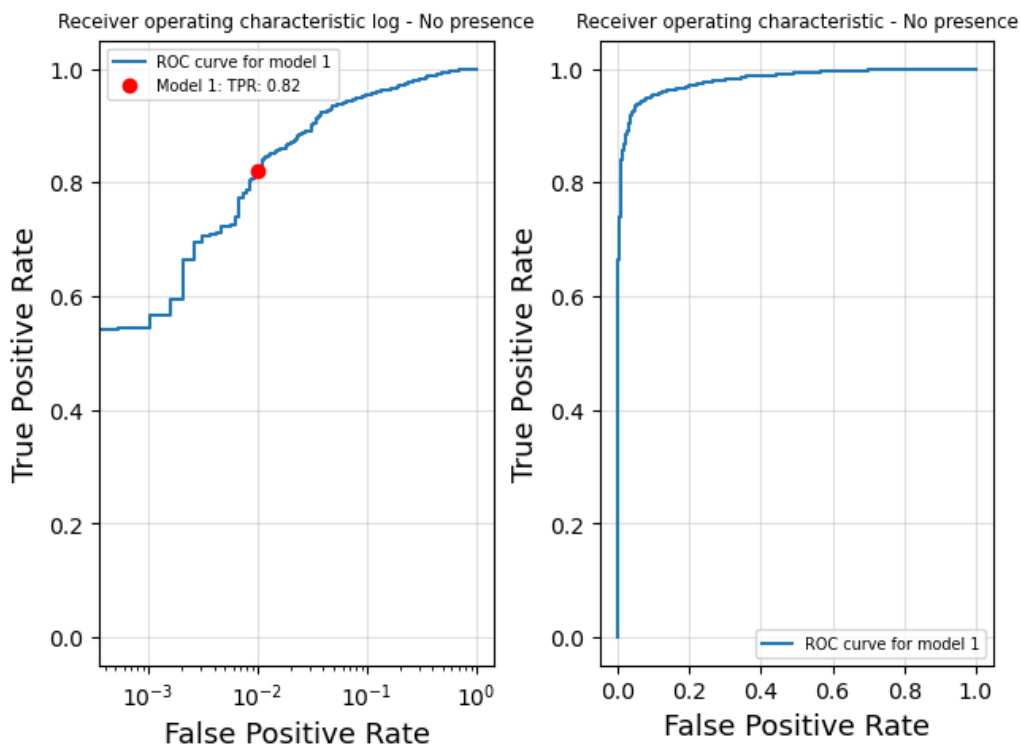 Receiver operating characteristic log - No presence
ROC curve for model 1
Model 1: TPR: 0.82
True Positive Rate
1.0
0.8
0.6
0.4
0.2
0.0
10⁻³
10⁻²
10⁻¹
10⁰
False Positive Rate
Receiver operating characteristic - No presence
True Positive Rate
1.0
0.8
0.6
0.4
0.2
0.0
ROC curve for model 1
0.0
0.2
0.4
0.6
0.8
1.0
False Positive Rate